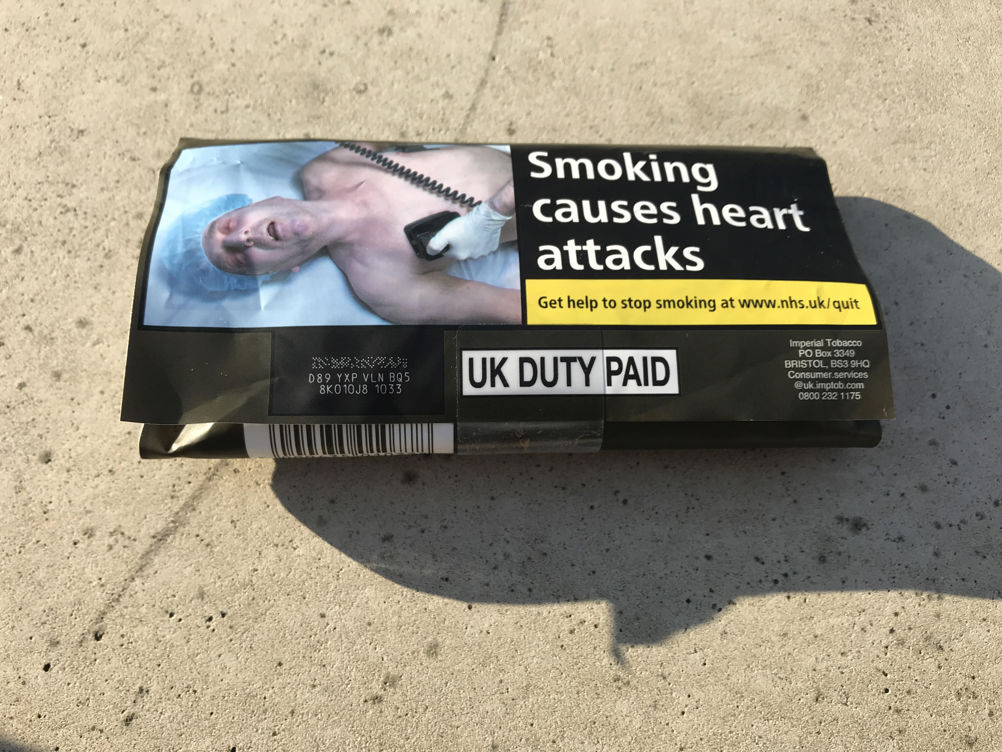 Smoking
causes heart
attacks
Get help to stop smoking at www.nhs.uk/quit
D89 YXP VLN BQ5
8K010J8 1033
UK DUTY PAID
Imperial Tobacco
PO Box 3349
BRISTOL, BS3 9HQ
Consumer.services
@uk.imptob.com
0800 232 1175